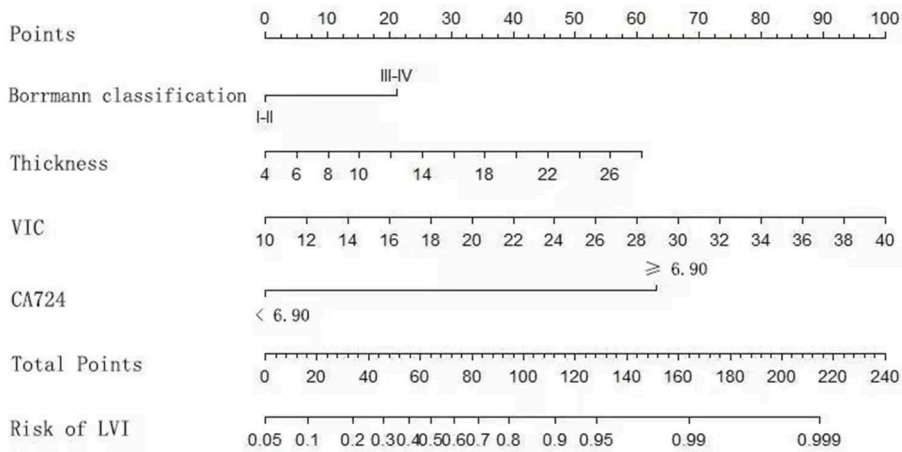 Points 0 10 20 30 40 50 60 70 80 90 100
III-IV
Borrmann classification
I-II
Thickness
4 6 8 10 14 18 22 26
VIC
10 12 14 16 18 20 22 24 26 28 30 32 34 36 38 40
≥ 6.90
CA724
< 6.90
Total Points
0 20 40 60 80 100 120 140 160 180 200 220 240
Risk of LVI
0.05 0.1 0.2 0.3 0.4 0.5 0.6 0.7 0.8 0.9 0.95 0.99 0.999